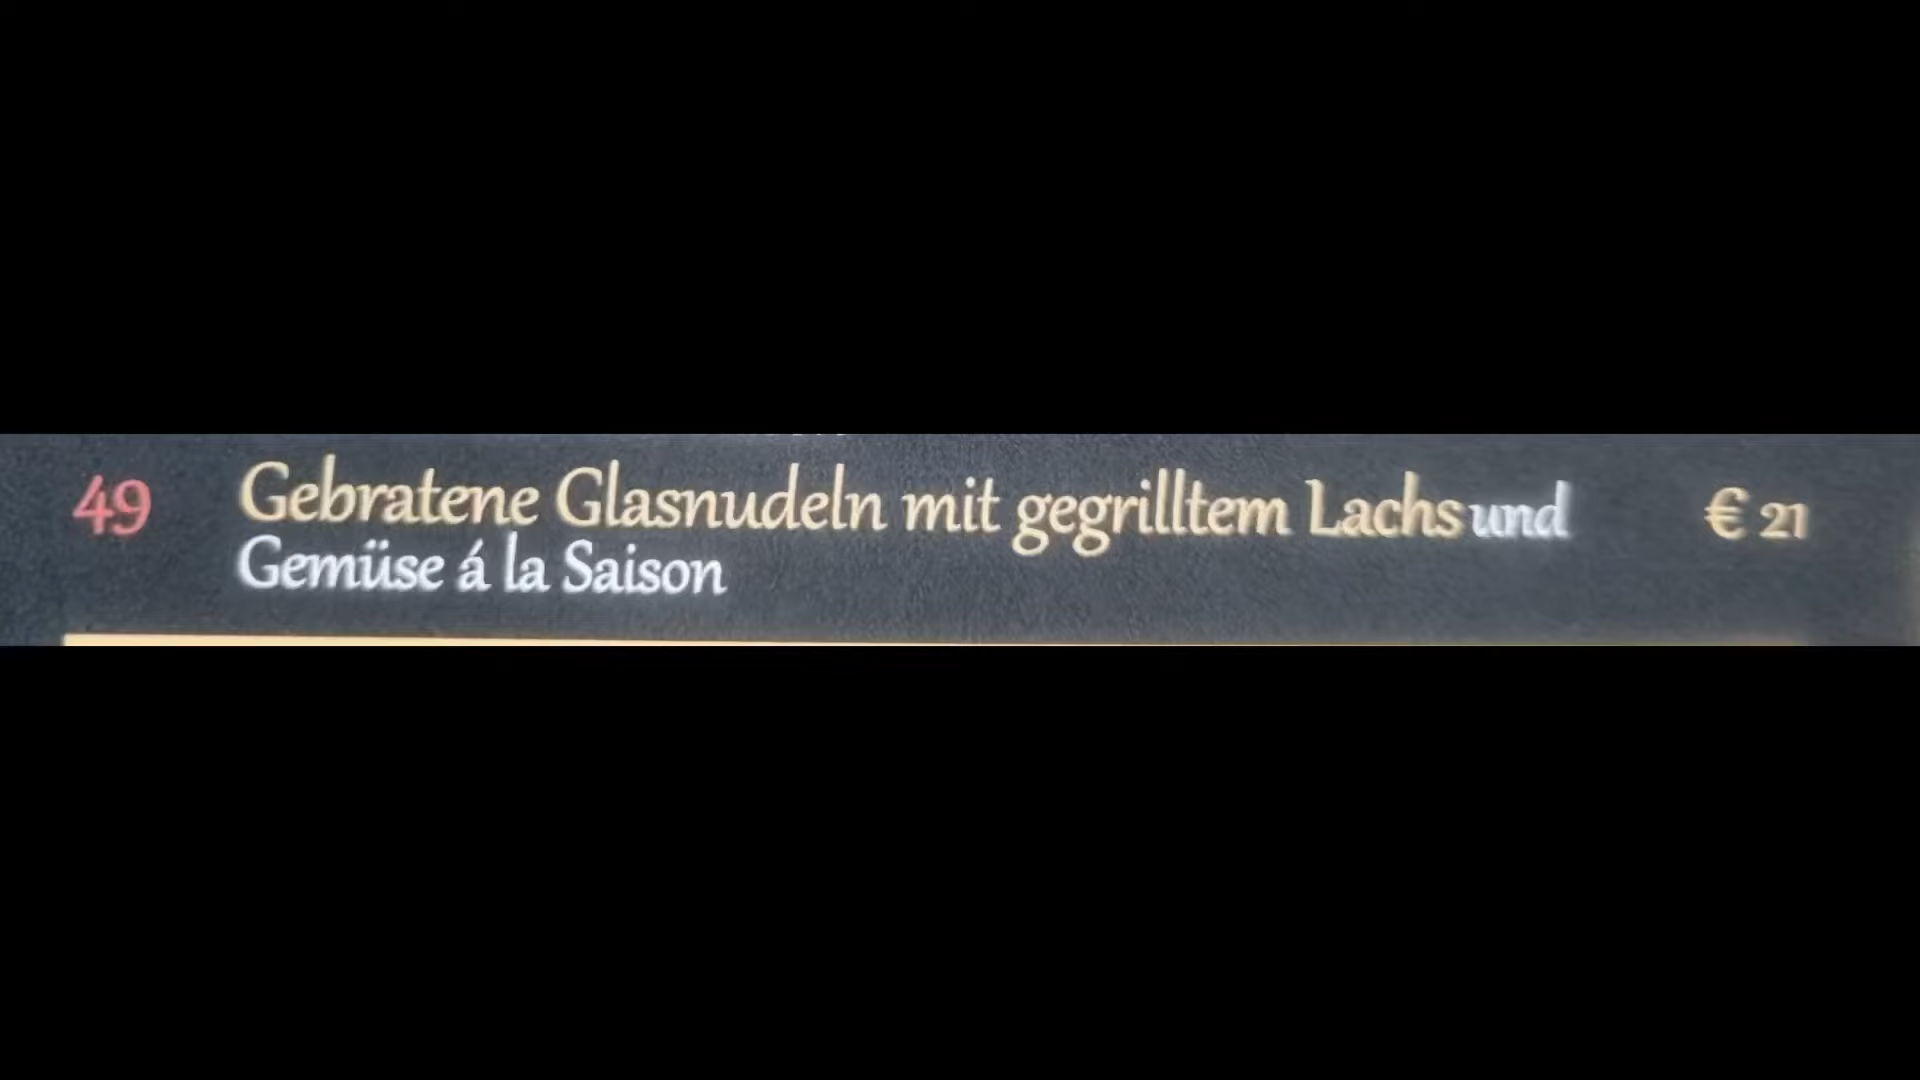 49 Gebratene Glasnudeln mit gegrilltem Lachs und € 21
Gemüse á la Saison